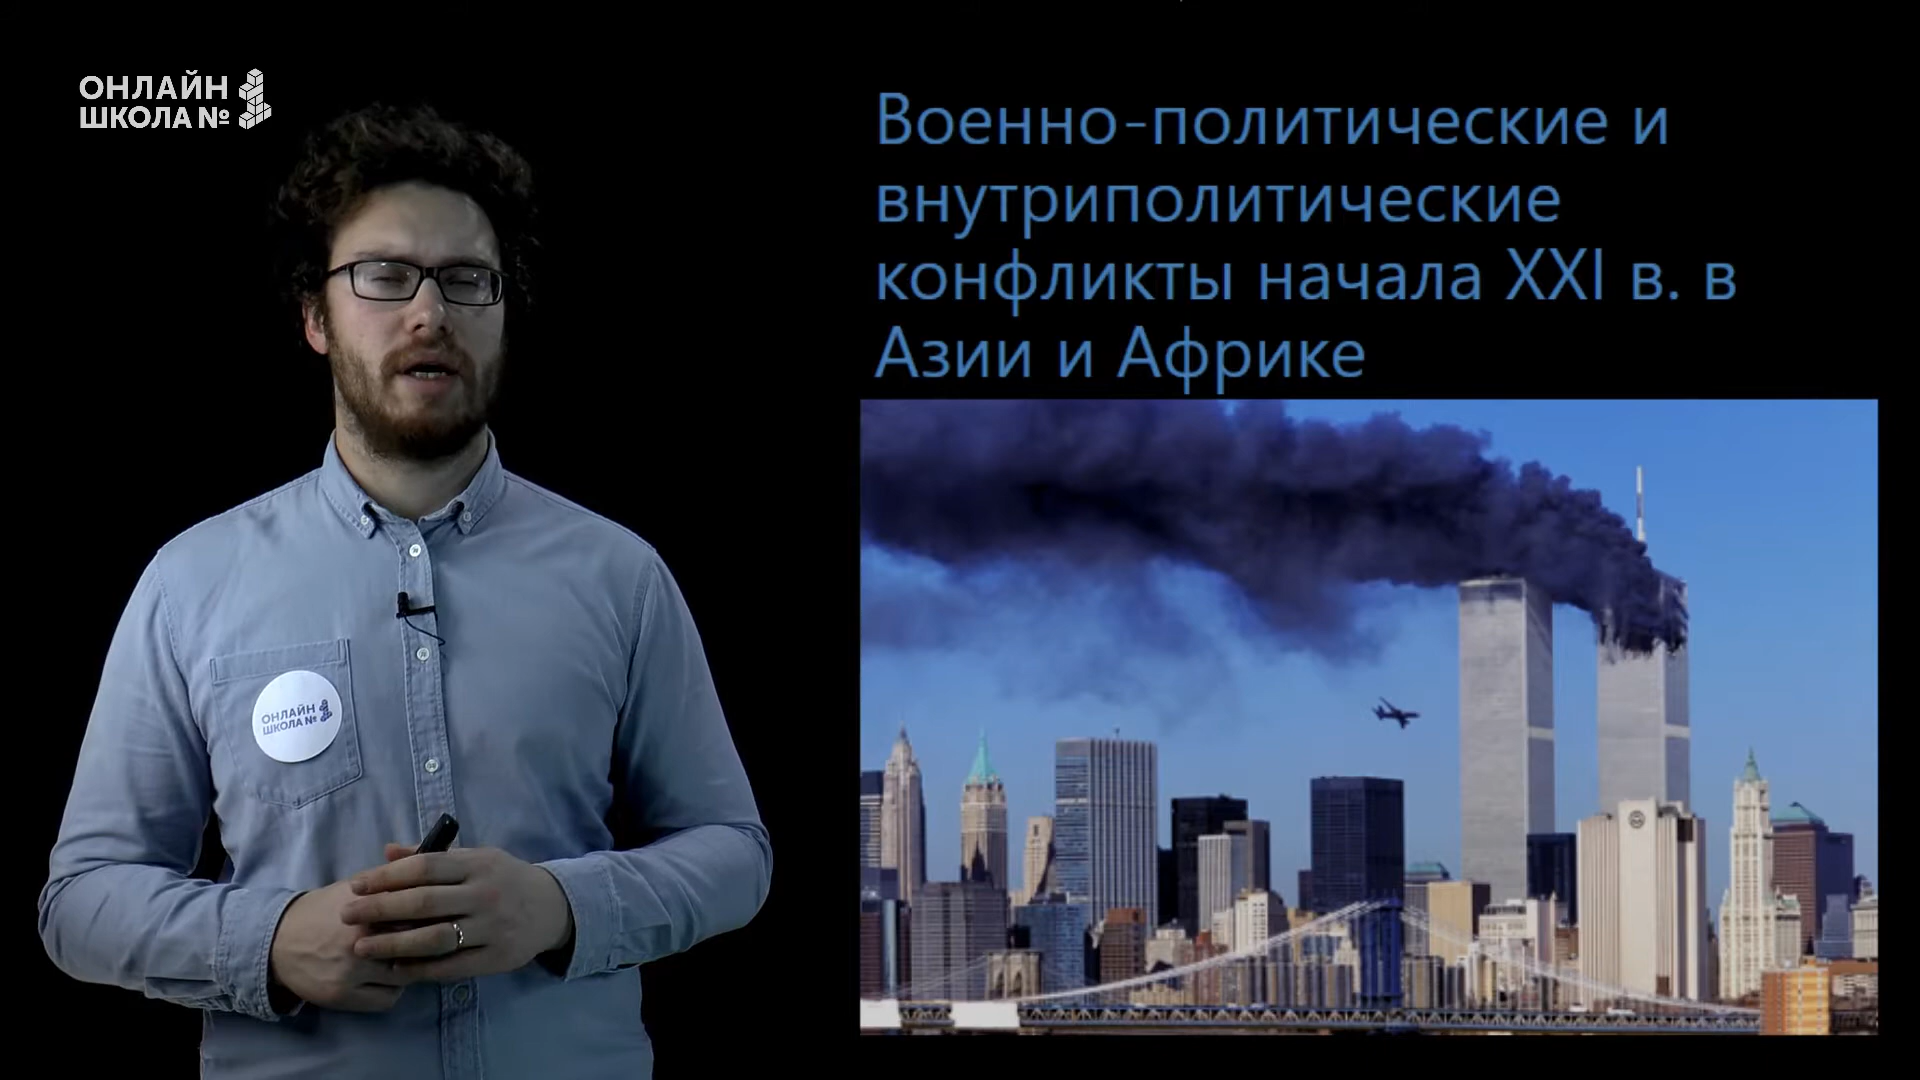 ОНЛАЙН
ШКОЛА №
Военно-политические и
внутриполитические
конфликты начала XXI в. в
Азии и Африке
ОНЛАЙН
ШКОЛА №